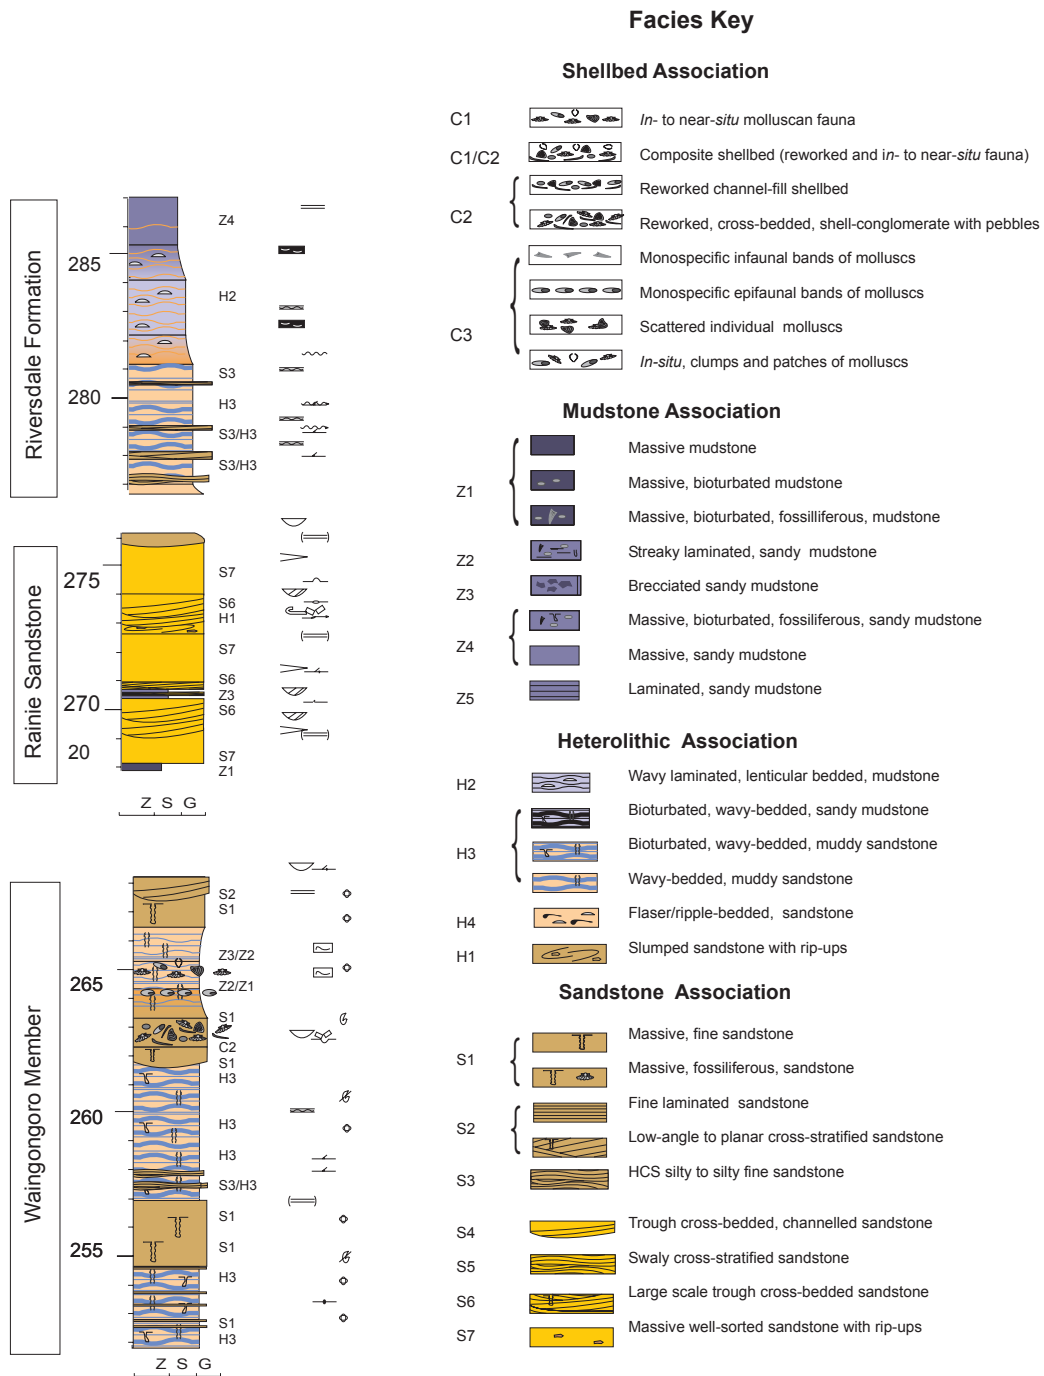 Facies Key
Shellbed Association
C1
In- to near-situ molluscan fauna
C1/C2
Composite shellbed (reworked and in- to near-situ fauna)
C2
Reworked channel-fill shellbed
Reworked, cross-bedded, shell-conglomerate with pebbles
C3
Monospecific infaunal bands of molluscs
Monospecific epifaunal bands of molluscs
Scattered individual molluscs
In-situ, clumps and patches of molluscs
Mudstone Association
Z1
Massive mudstone
Massive, bioturbated mudstone
Massive, bioturbated, fossilliferous, mudstone
Z2
Streaky laminated, sandy mudstone
Z3
Brecciated sandy mudstone
Z4
Massive, bioturbated, fossiliferous, sandy mudstone
Massive, sandy mudstone
Z5
Laminated, sandy mudstone
Heterolithic Association
H2
Wavy laminated, lenticular bedded, mudstone
H3
Bioturbated, wavy-bedded, sandy mudstone
Bioturbated, wavy-bedded, muddy sandstone
Wavy-bedded, muddy sandstone
H4
Flaser/ripple-bedded, sandstone
H1
Slumped sandstone with rip-ups
Sandstone Association
S1
Massive, fine sandstone
Massive, fossiliferous, sandstone
S2
Fine laminated sandstone
Low-angle to planar cross-stratified sandstone
S3
HCS silty to silty fine sandstone
S4
Trough cross-bedded, channelled sandstone
S5
Swaly cross-stratified sandstone
S6
Large scale trough cross-bedded sandstone
S7
Massive well-sorted sandstone with rip-ups
Riversdale Formation
285
280
Z4
H2
S3
H3
S3/H3
S3/H3
Rainie Sandstone
275
270
20
S7
S6
H1
S7
S6
Z3
S6
S7
Z1
Z S G
Waingongoro Member
265
260
255
S2
S1
Z3/Z2
Z2/Z1
S1
C2
S1
H3
H3
H3
S3/H3
S1
S1
H3
S1
H3
Z S G